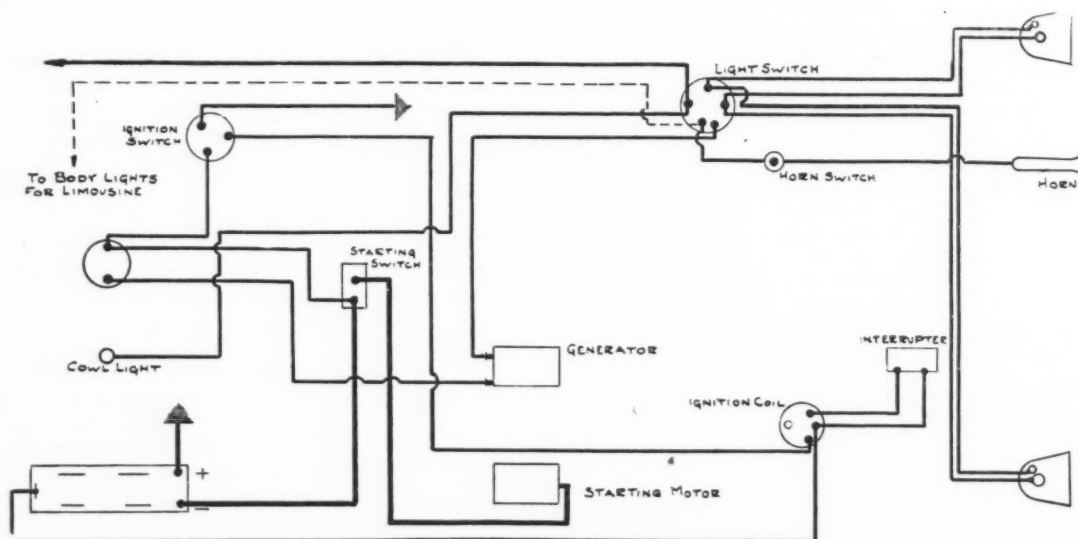 LIGHT SWITCH
IGNITION
SWITCH
TO BODY LIGHTS
FOR LIMOUSINE
HORN SWITCH
HORN
STARTING
SWITCH
GENERATOR
INTERRUPTER
COWL LIGHT
IGNITION COIL
+
STARTING MOTOR
−